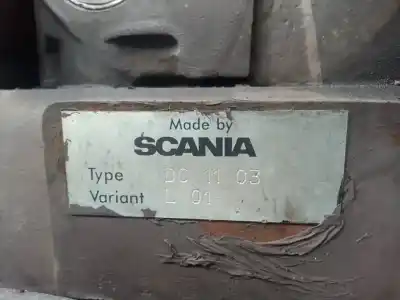 Made by
SCANIA
Type DC 11 03
Variant L 01